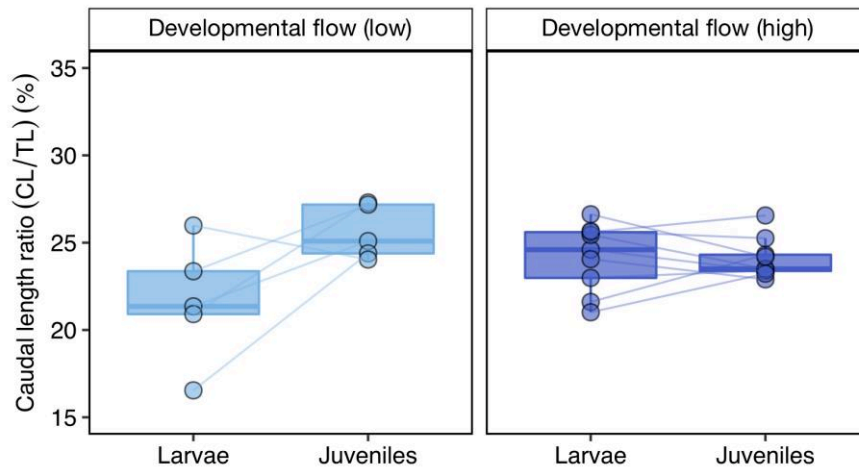 Developmental flow (low)
Developmental flow (high)
Caudal length ratio (CL/TL) (%)
35
30
25
20
15
Larvae
Juveniles
Larvae
Juveniles